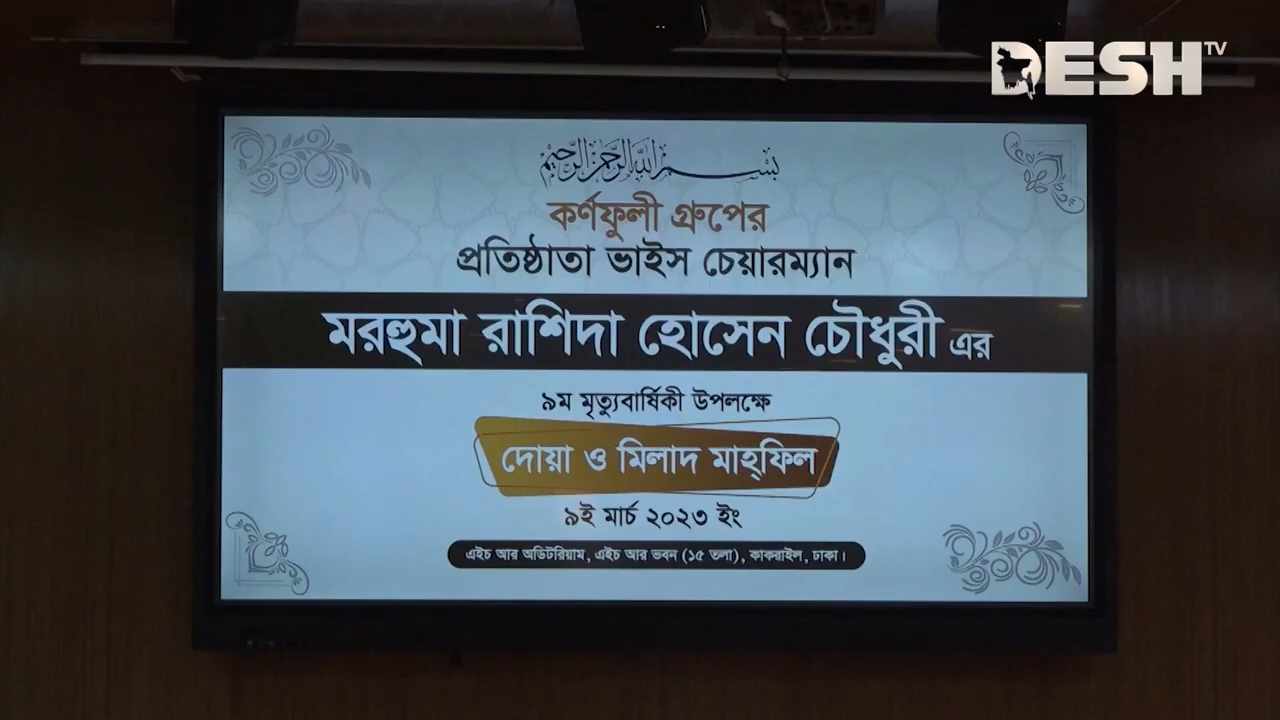 DESH TV
بسم الله الرحمن الرحيم
কর্ণফুলী গ্রুপের
প্রতিষ্ঠাতা ভাইস চেয়ারম্যান
মরহুমা রাশিদা হোসেন চৌধুরী এর
৯ম মৃত্যুবার্ষিকী উপলক্ষে
দোয়া ও মিলাদ মাহ্‌ফিল
৯ই মার্চ ২০২৩ ইং
এইচ আর অডিটরিয়াম, এইচ আর ভবন (১৫ তলা), কাকরাইল, ঢাকা।